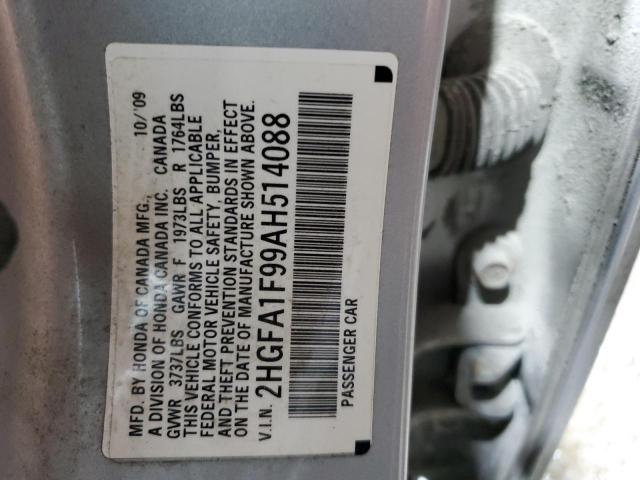 MFD. BY HONDA OF CANADA MFG., 10/'09
A DIVISION OF HONDA CANADA INC. CANADA
GVWR 3737LBS GAWR F 1973LBS R 1764LBS
THIS VEHICLE CONFORMS TO ALL APPLICABLE
FEDERAL MOTOR VEHICLE SAFETY, BUMPER,
AND THEFT PREVENTION STANDARDS IN EFFECT
ON THE DATE OF MANUFACTURE SHOWN ABOVE.
V.I.N. 2HGFA1F99AH514088
PASSENGER CAR